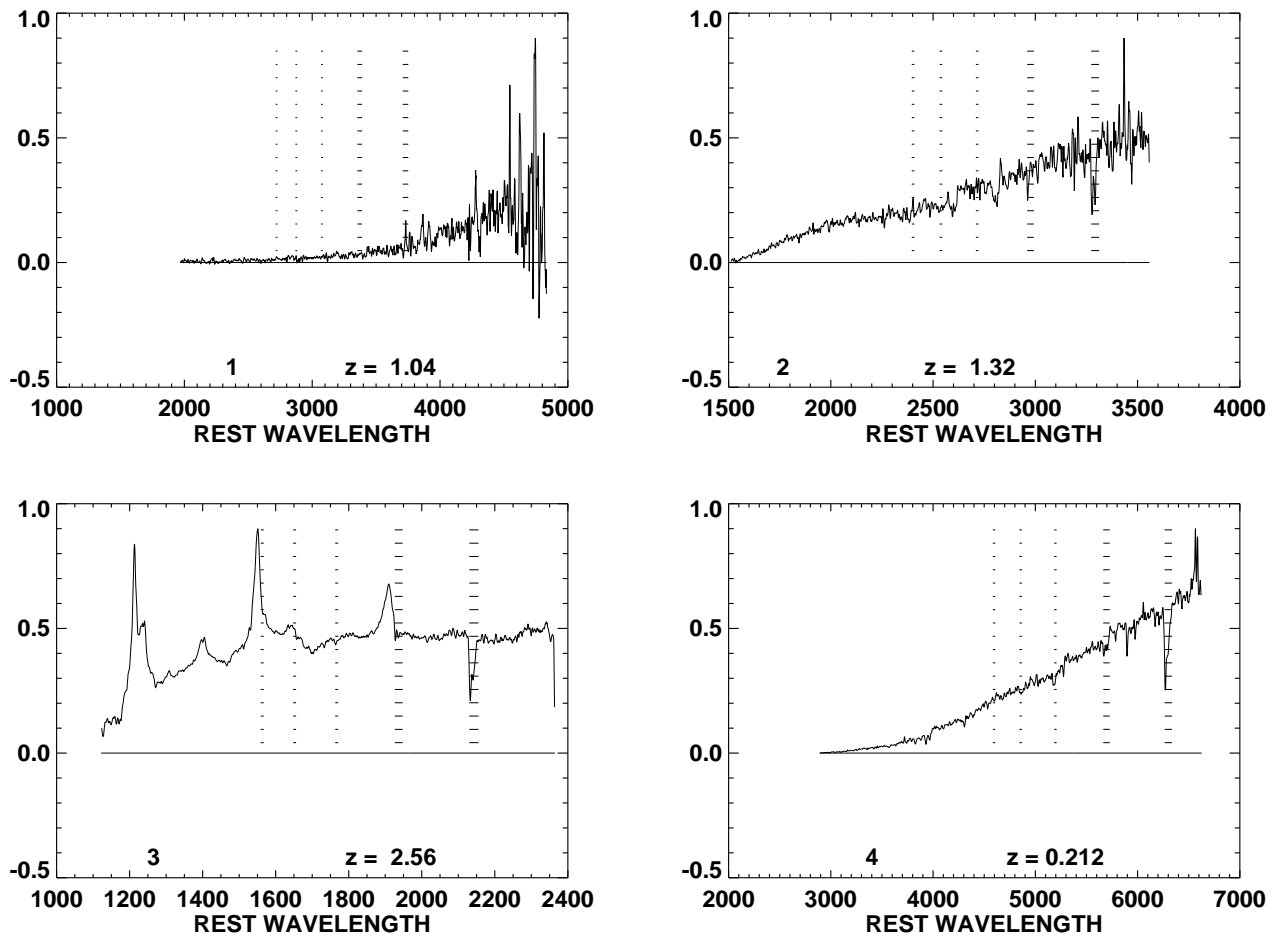 1.0
0.5
0.0
-0.5
1 z = 1.04
1000 2000 3000 4000 5000
REST WAVELENGTH
1.0
0.5
0.0
-0.5
2 z = 1.32
1500 2000 2500 3000 3500 4000
REST WAVELENGTH
1.0
0.5
0.0
-0.5
3 z = 2.56
1000 1200 1400 1600 1800 2000 2200 2400
REST WAVELENGTH
1.0
0.5
0.0
-0.5
4 z = 0.212
2000 3000 4000 5000 6000 7000
REST WAVELENGTH